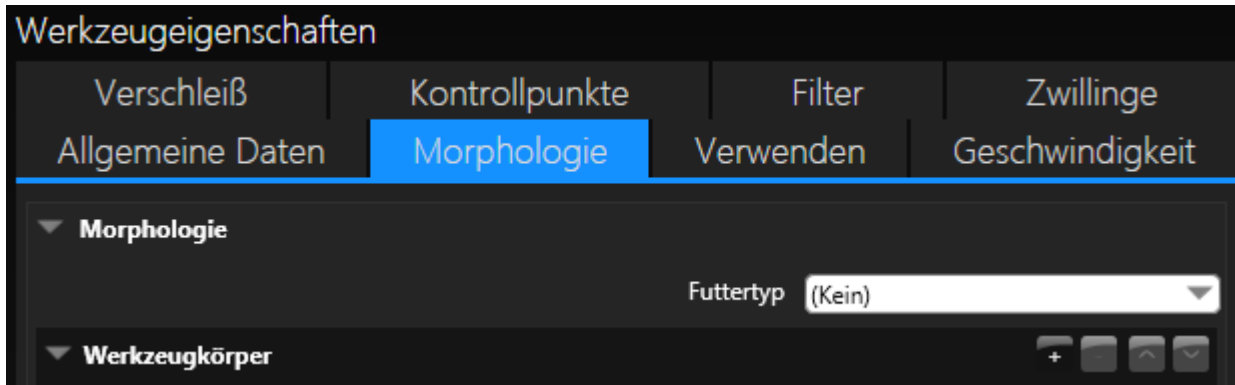 Werkzeugeigenschaften
Verschleiß Kontrollpunkte Filter Zwillinge
Allgemeine Daten Morphologie Verwenden Geschwindigkeit
Morphologie
Futtertyp (Kein)
Werkzeugkörper + -